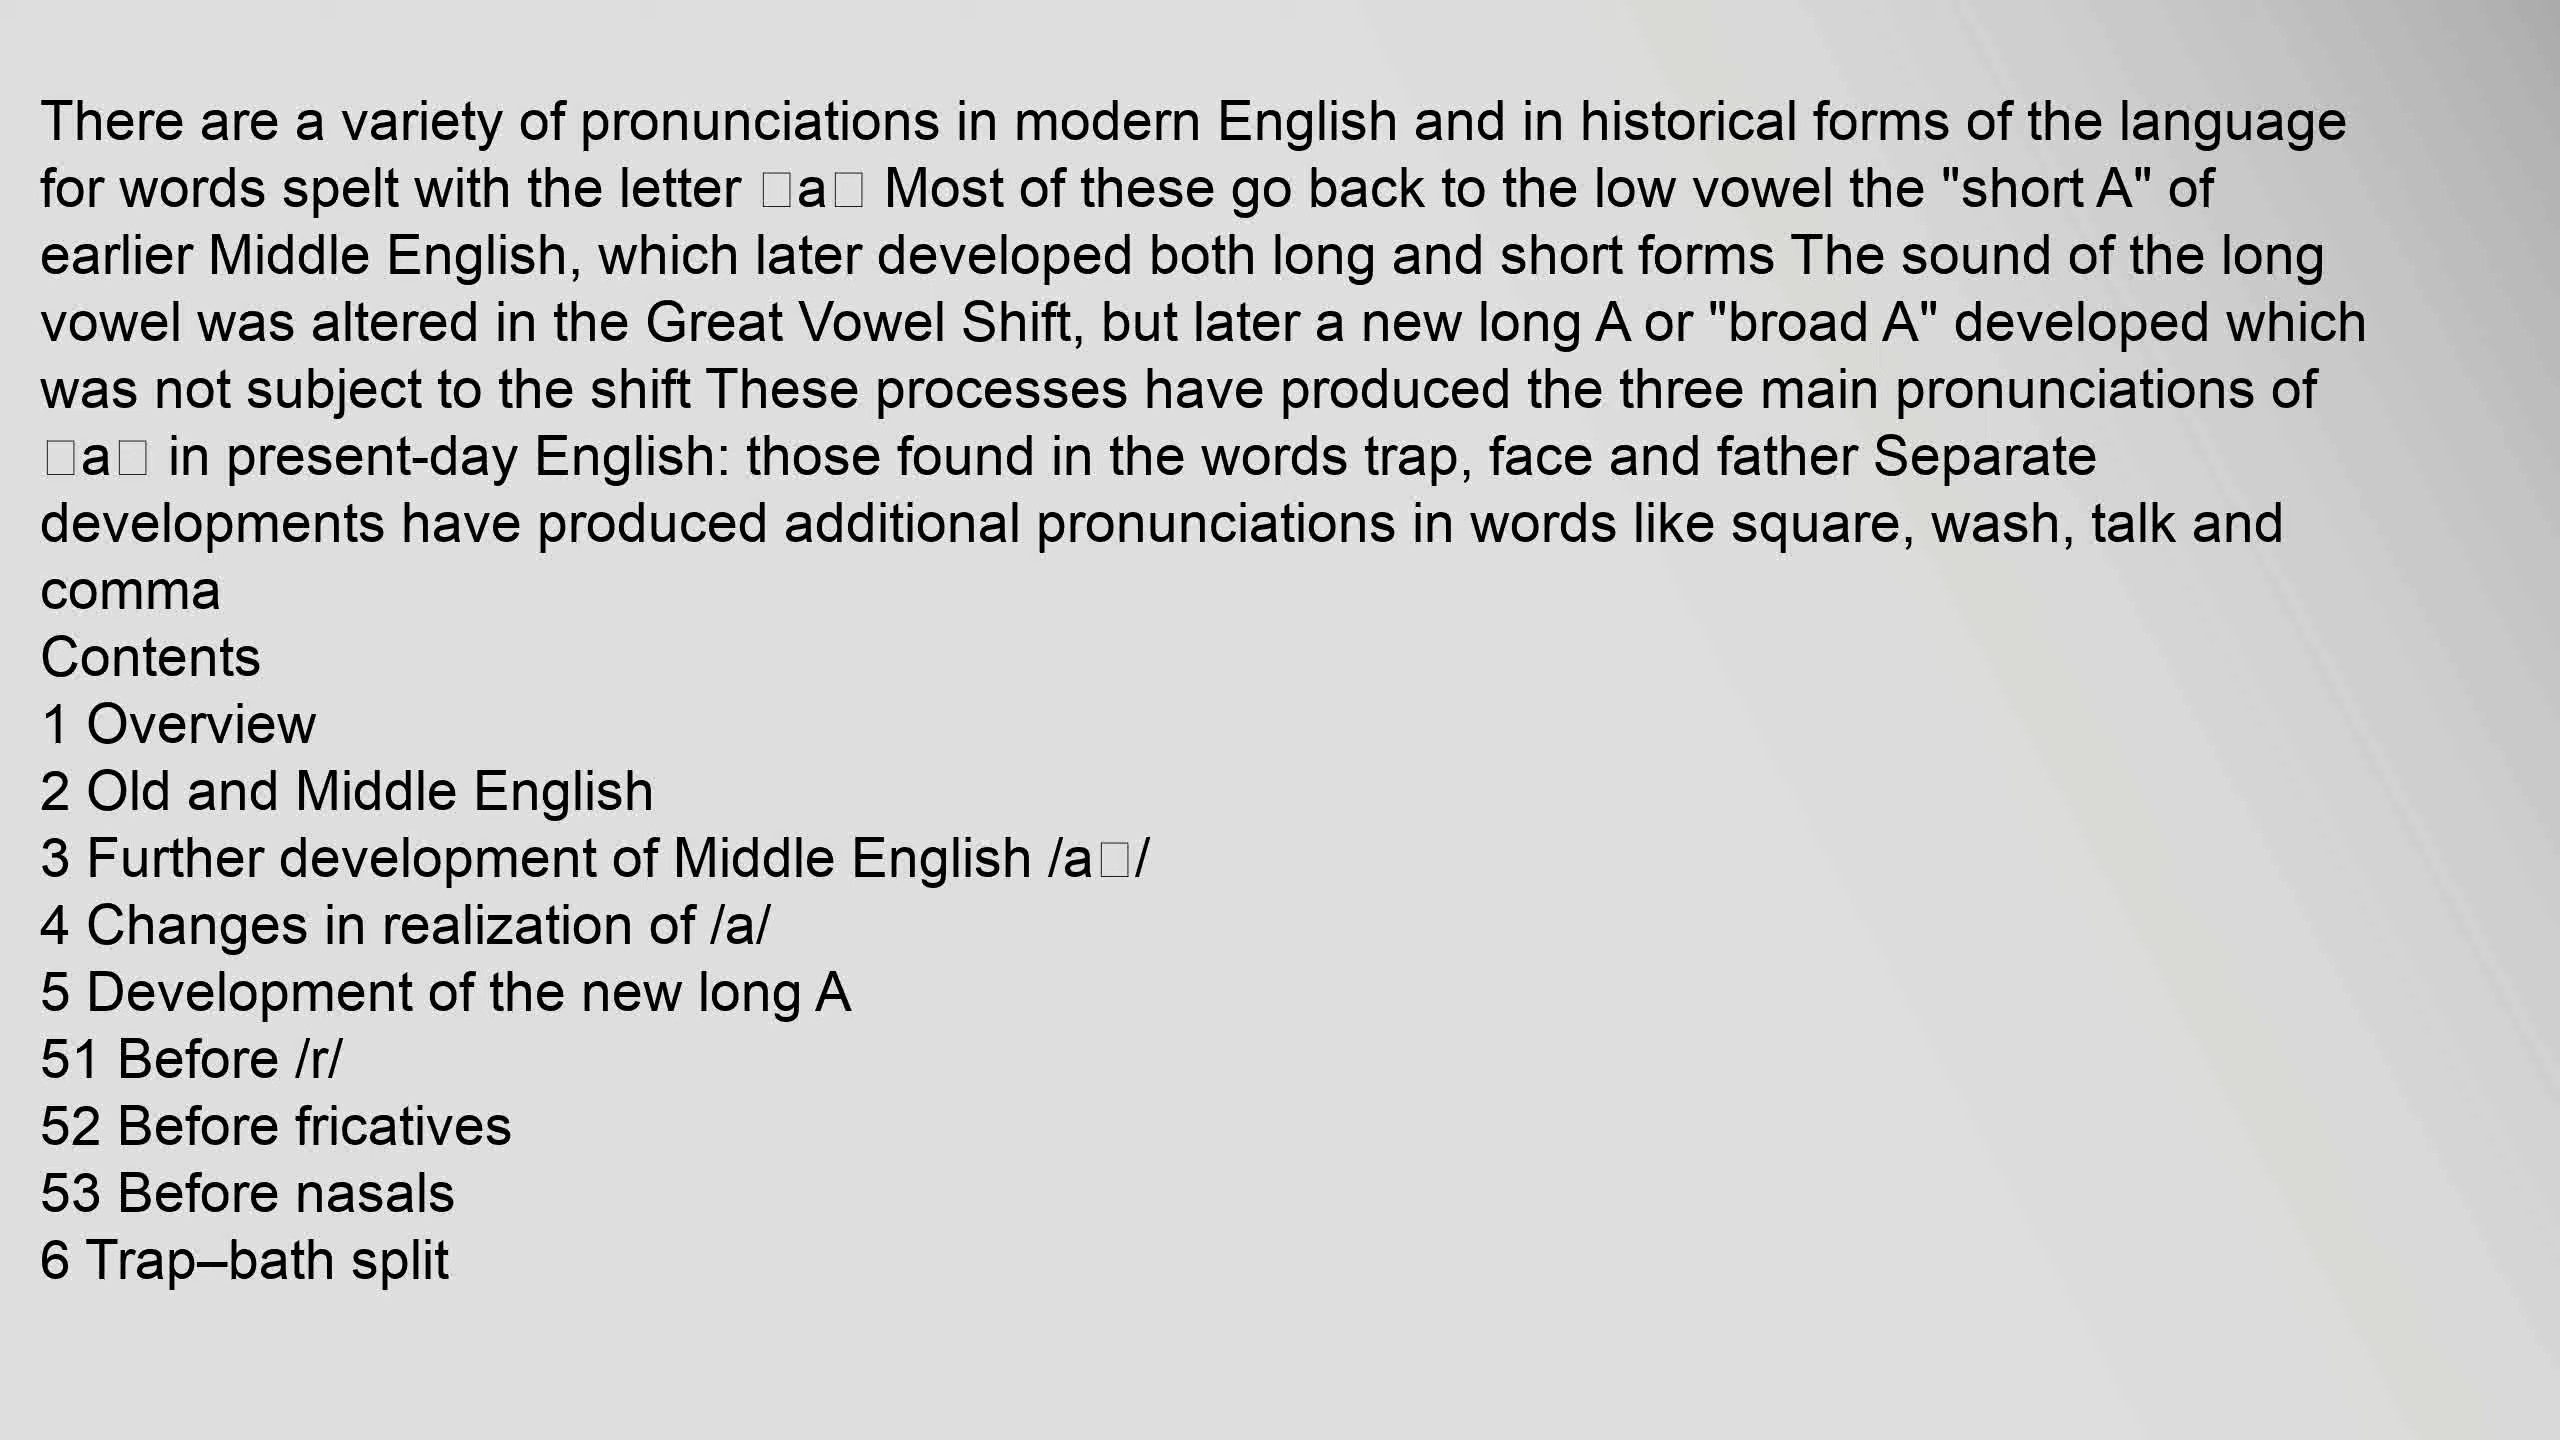 There are a variety of pronunciations in modern English and in historical forms of the language
for words spelt with the letter □a□ Most of these go back to the low vowel the "short A" of
earlier Middle English, which later developed both long and short forms The sound of the long
vowel was altered in the Great Vowel Shift, but later a new long A or "broad A" developed which
was not subject to the shift These processes have produced the three main pronunciations of
□a□ in present-day English: those found in the words trap, face and father Separate
developments have produced additional pronunciations in words like square, wash, talk and
comma
Contents
1 Overview
2 Old and Middle English
3 Further development of Middle English /a□/
4 Changes in realization of /a/
5 Development of the new long A
51 Before /r/
52 Before fricatives
53 Before nasals
6 Trap–bath split